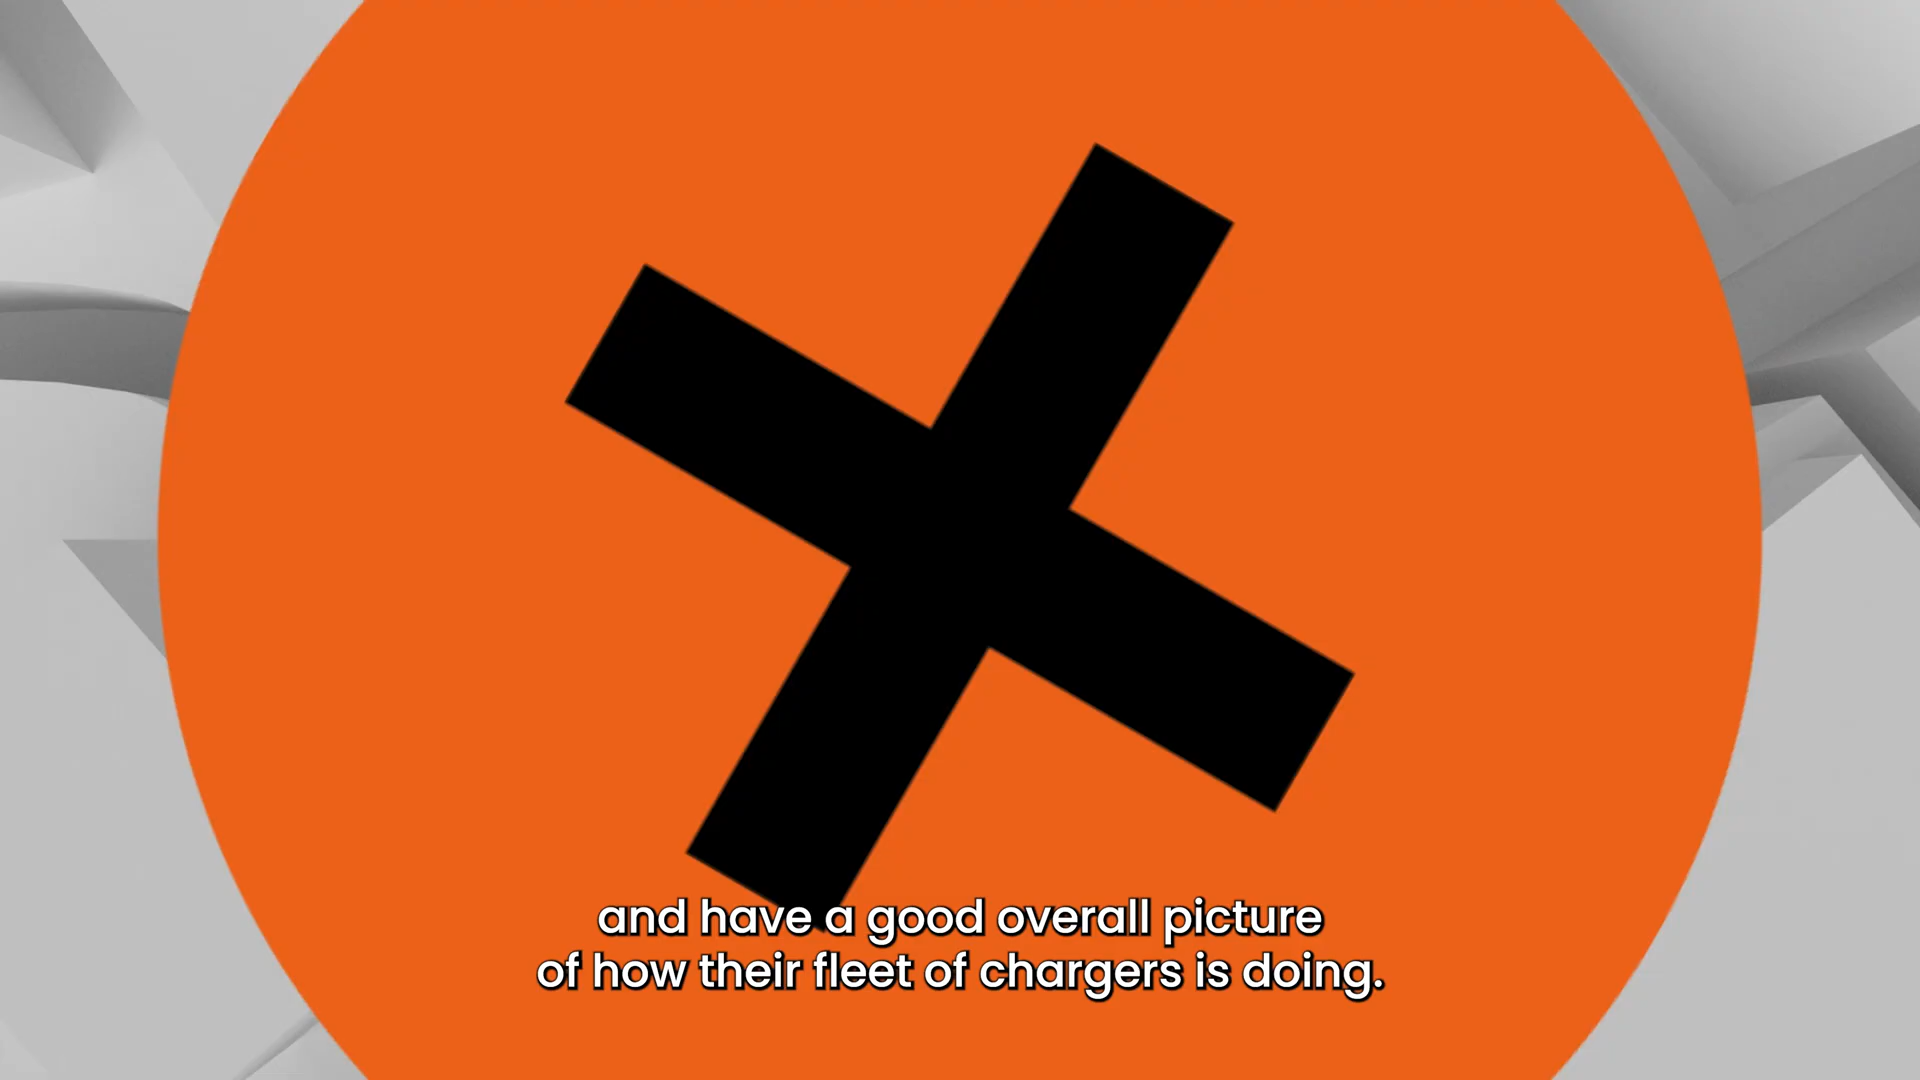 and have a good overall picture
of how their fleet of chargers is doing.